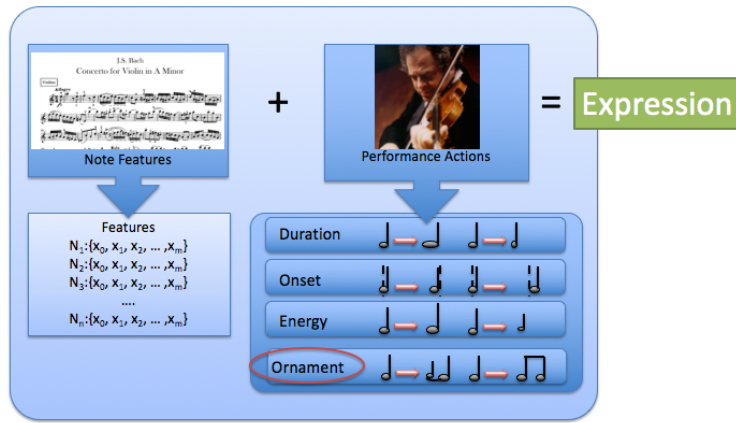 J.S. Bach
Concerto for Violin in A Minor
Allegro
Note Features
+
Performance Actions
=
Expression
Features
N₁:{x₀, x₁, x₂, ... ,xₘ}
N₂:{x₀, x₁, x₂, ... ,xₘ}
N₃:{x₀, x₁, x₂, ... ,xₘ}
....
Nₙ:{x₀, x₁, x₂, ... ,xₘ}
Duration
Onset
Energy
Ornament